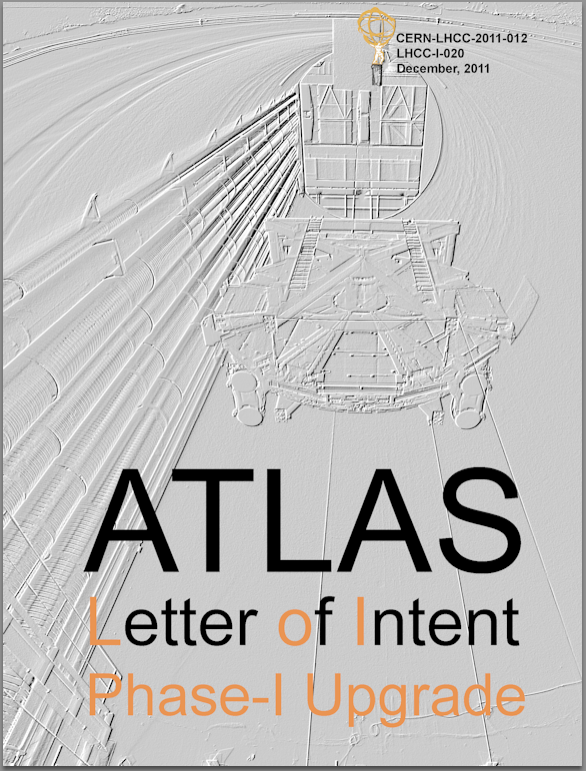 CERN-LHCC-2011-012
LHCC-I-020
December, 2011
ATLAS
Letter of Intent
Phase-I Upgrade